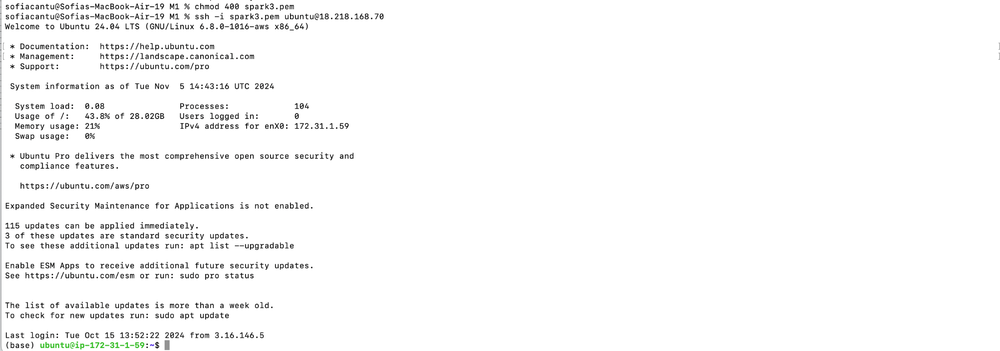 sofiacantu@Sofias-MacBook-Air-19 M1 % chmod 400 spark3.pem
sofiacantu@Sofias-MacBook-Air-19 M1 % ssh -i spark3.pem ubuntu@18.218.168.70
Welcome to Ubuntu 24.04 LTS (GNU/Linux 6.8.0-1016-aws x86_64)
[ * Documentation:  https://help.ubuntu.com ]
[ * Management:     https://landscape.canonical.com ]
 * Support:        https://ubuntu.com/pro
 System information as of Tue Nov  5 14:43:16 UTC 2024
  System load:  0.08               Processes:             104
  Usage of /:   43.8% of 28.02GB   Users logged in:       0
  Memory usage: 21%                IPv4 address for enX0: 172.31.1.59
  Swap usage:   0%
 * Ubuntu Pro delivers the most comprehensive open source security and
   compliance features.
   https://ubuntu.com/aws/pro
Expanded Security Maintenance for Applications is not enabled.
115 updates can be applied immediately.
3 of these updates are standard security updates.
To see these additional updates run: apt list --upgradable
Enable ESM Apps to receive additional future security updates.
See https://ubuntu.com/esm or run: sudo pro status
The list of available updates is more than a week old.
To check for new updates run: sudo apt update
Last login: Tue Oct 15 13:52:22 2024 from 3.16.146.5
(base) ubuntu@ip-172-31-1-59:~$